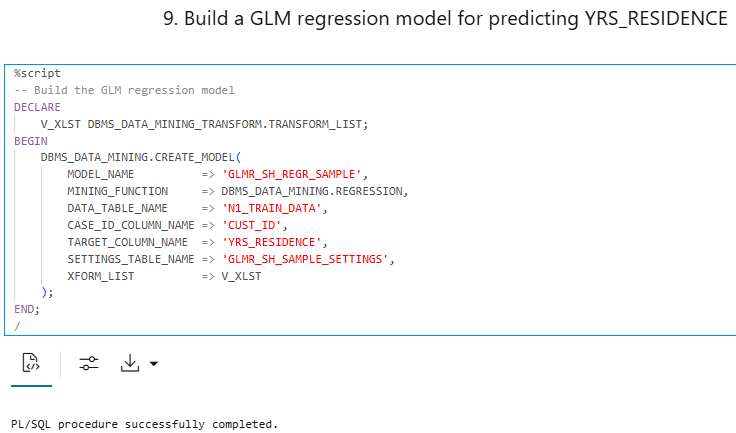 9. Build a GLM regression model for predicting YRS_RESIDENCE
%script
-- Build the GLM regression model
DECLARE
    V_XLST DBMS_DATA_MINING_TRANSFORM.TRANSFORM_LIST;
BEGIN
    DBMS_DATA_MINING.CREATE_MODEL(
        MODEL_NAME          => 'GLMR_SH_REGR_SAMPLE',
        MINING_FUNCTION     => DBMS_DATA_MINING.REGRESSION,
        DATA_TABLE_NAME     => 'N1_TRAIN_DATA',
        CASE_ID_COLUMN_NAME => 'CUST_ID',
        TARGET_COLUMN_NAME  => 'YRS_RESIDENCE',
        SETTINGS_TABLE_NAME => 'GLMR_SH_SAMPLE_SETTINGS',
        XFORM_LIST          => V_XLST
    );
END;
/
PL/SQL procedure successfully completed.